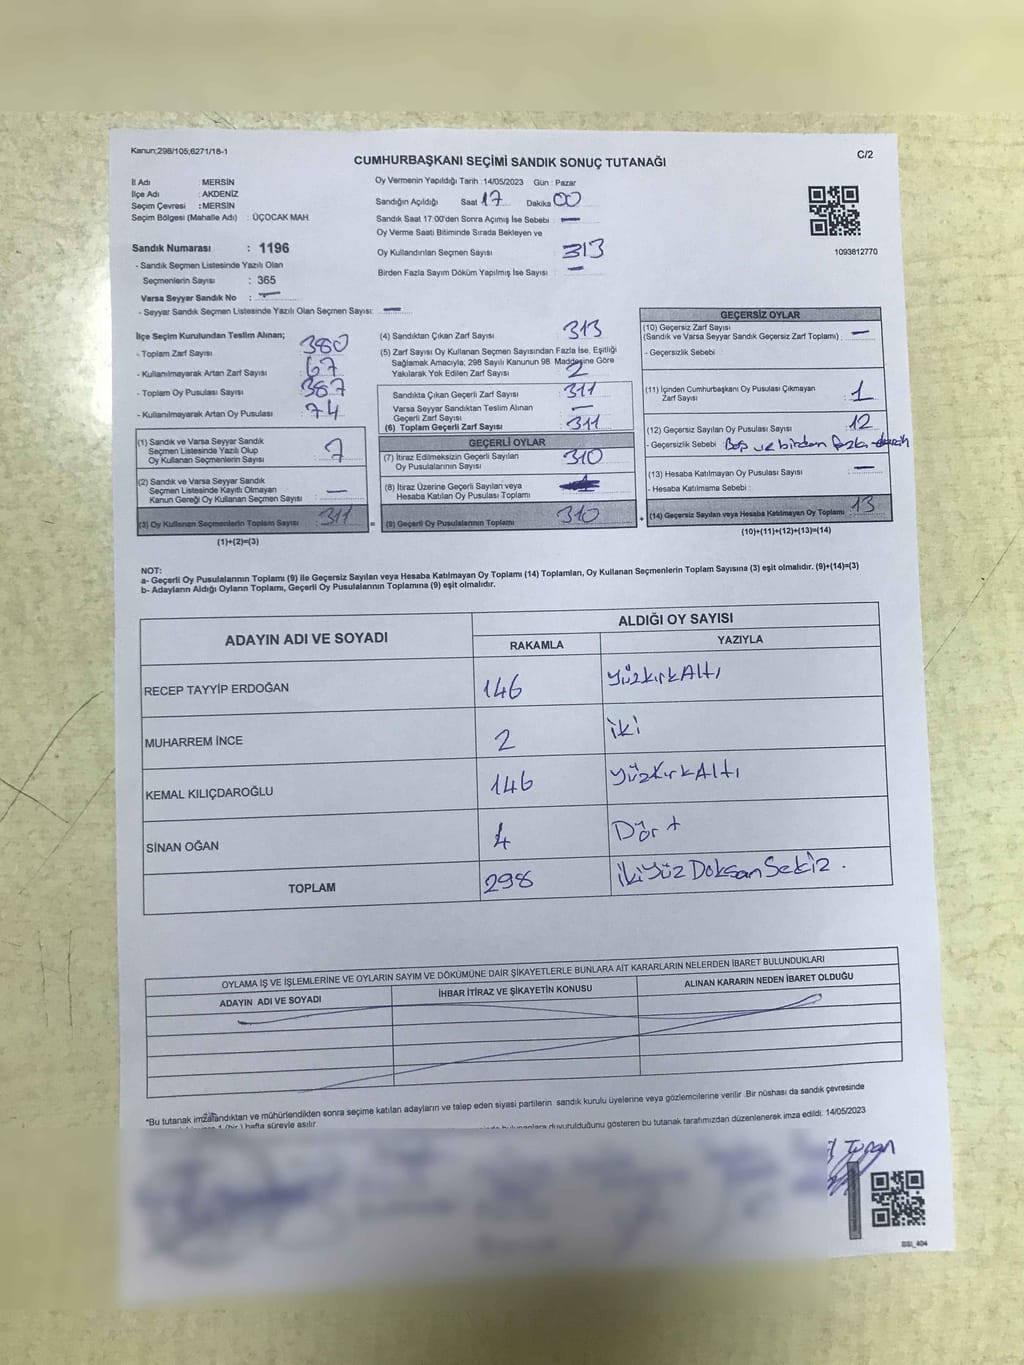 Kanun;298/105,6271/18-1
C/2
CUMHURBAŞKANI SEÇİMİ SANDIK SONUÇ TUTANAĞI
İl Adı : MERSİN
İlçe Adı : AKDENİZ
Seçim Çevresi : MERSİN
Seçim Bölgesi (Mahalle Adı) : ÜÇOCAK MAH.
Sandık Numarası : 1196
- Sandık Seçmen Listesinde Yazılı Olan
Seçmenlerin Sayısı : 365
Varsa Seyyar Sandık No : —
- Seyyar Sandık Seçmen Listesinde Yazılı Olan Seçmen Sayısı: —
Oy Vermenin Yapıldığı Tarih :14/05/2023 Gün : Pazar
Sandığın Açıldığı Saat 17 Dakika 00
Sandık Saat 17:00'den Sonra Açımış İse Sebebi : —
Oy Verme Saati Bitiminde Sırada Bekleyen ve
Oy Kullandırılan Seçmen Sayısı : 313
Birden Fazla Sayım Döküm Yapılmış İse Sayısı : —
1093812770
İlçe Seçim Kurulundan Teslim Alınan;
- Toplam Zarf Sayısı : 380
- Kullanılmayarak Artan Zarf Sayısı : 67
- Toplam Oy Pusulası Sayısı : 387
- Kullanılmayarak Artan Oy Pusulası : 74
(1) Sandık ve Varsa Seyyar Sandık
Seçmen Listesinde Yazılı Olup
Oy Kullanan Seçmenlerin Sayısı : 7
(2) Sandık ve Varsa Seyyar Sandık
Seçmen Listesinde Kayıtlı Olmayan
Kanun Gereği Oy Kullanan Seçmen Sayısı : —
(3) Oy Kullanan Seçmenlerin Toplam Sayısı : 311
(1)+(2)=(3)
=
(4) Sandıktan Çıkan Zarf Sayısı : 313
(5) Zarf Sayısı Oy Kullanan Seçmen Sayısından Fazla İse, Eşitliği
Sağlamak Amacıyla; 298 Sayılı Kanunun 98. Maddesine Göre
Yakılarak Yok Edilen Zarf Sayısı : 2
Sandıkta Çıkan Geçerli Zarf Sayısı : 311
Varsa Seyyar Sandıktan Teslim Alınan
Geçerli Zarf Sayısı : —
(6) Toplam Geçerli Zarf Sayısı : 311
GEÇERLİ OYLAR
(7) İtiraz Edilmeksizin Geçerli Sayılan
Oy Pusulalarının Sayısı : 310
(8) İtiraz Üzerine Geçerli Sayılan veya
Hesaba Katılan Oy Pusulası Toplamı :
(9) Geçerli Oy Pusulalarının Toplamı : 310
+
GEÇERSİZ OYLAR
(10) Geçersiz Zarf Sayısı
(Sandık ve Varsa Seyyar Sandık Geçersiz Zarf Toplamı) : —
- Geçersizlik Sebebi :
(11) İçinden Cumhurbaşkanı Oy Pusulası Çıkmayan
Zarf Sayısı : 1
(12) Geçersiz Sayılan Oy Pusulası Sayısı : 12
- Geçersizlik Sebebi : Boş ve birden fazla
(13) Hesaba Katılmayan Oy Pusulası Sayısı : —
- Hesaba Katılmama Sebebi :
(14) Geçersiz Sayılan veya Hesaba Katılmayan Oy Toplamı : 13
(10)+(11)+(12)+(13)=(14)
NOT:
a- Geçerli Oy Pusulalarının Toplamı (9) ile Geçersiz Sayılan veya Hesaba Katılmayan Oy Toplamı (14) Toplamları, Oy Kullanan Seçmenlerin Toplam Sayısına (3) eşit olmalıdır. (9)+(14)=(3)
b- Adayların Aldığı Oyların Toplamı, Geçerli Oy Pusulalarının Toplamına (9) eşit olmalıdır.
ADAYIN ADI VE SOYADI
ALDIĞI OY SAYISI
RAKAMLA YAZIYLA
RECEP TAYYİP ERDOĞAN 146 YüzkırkAltı
MUHARREM İNCE 2 İki
KEMAL KILIÇDAROĞLU 146 YüzkırkAltı
SİNAN OĞAN 4 Dört
TOPLAM 298 İkiYüz Doksan Sekiz.
OYLAMA İŞ VE İŞLEMLERİNE VE OYLARIN SAYIM VE DÖKÜMÜNE DAİR ŞİKAYETLERLE BUNLARA AİT KARARLARIN NELERDEN İBARET BULUNDUKLARI
ADAYIN ADI VE SOYADI İHBAR İTİRAZ VE ŞİKAYETİN KONUSU ALINAN KARARIN NEDEN İBARET OLDUĞU
*Bu tutanak imzalandıktan ve mühürlendikten sonra seçime katılan adayların ve talep eden siyasi partilerin sandık kurulu üyelerine veya gözlemcilerine verilir .Bir nüshası da sandık çevresinde
1 (bir) hafta süreyle asılır.
duyurulduğunu gösteren bu tutanak tarafımızdan düzenlenerek imza edildi. 14/05/2023
Turan